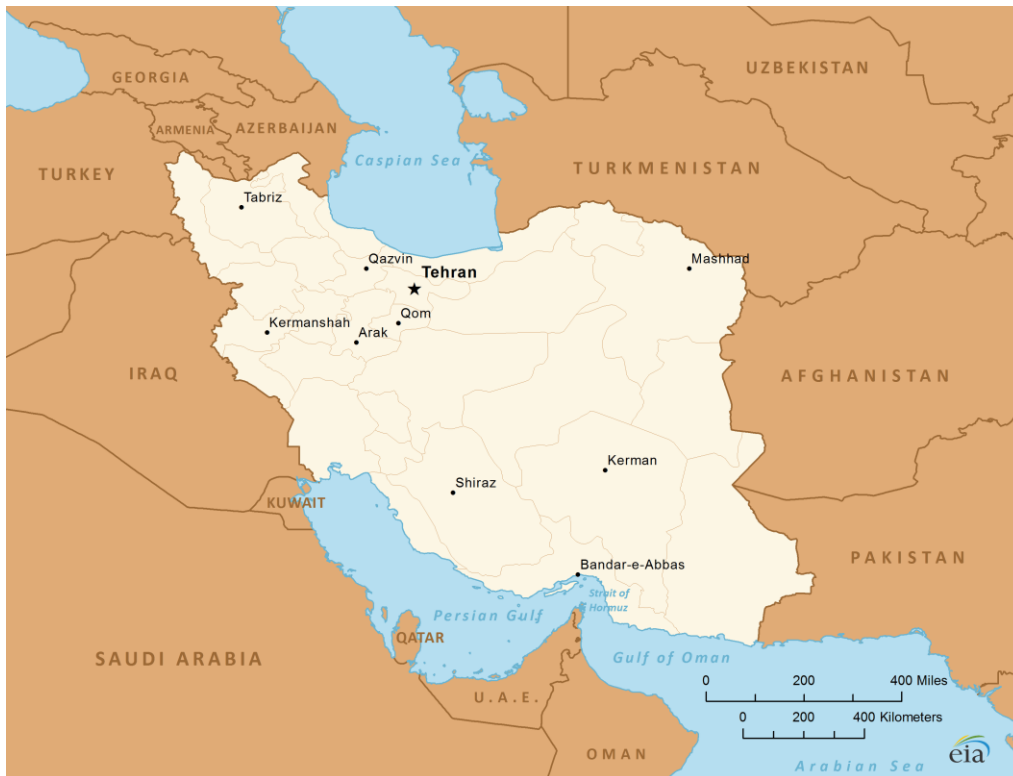 UZBEKISTAN
GEORGIA
ARMENIA
AZERBAIJAN
Caspian Sea
TURKMENISTAN
TURKEY
Tabriz
Qazvin
Mashhad
Tehran
Qom
Kermanshah
Arak
IRAQ
AFGHANISTAN
Kerman
Shiraz
KUWAIT
PAKISTAN
Bandar-e-Abbas
Strait of
Hormuz
Persian Gulf
QATAR
SAUDI ARABIA
Gulf of Oman
0 200 400 Miles
U.A.E.
0 200 400 Kilometers
OMAN
eia
Arabian Sea